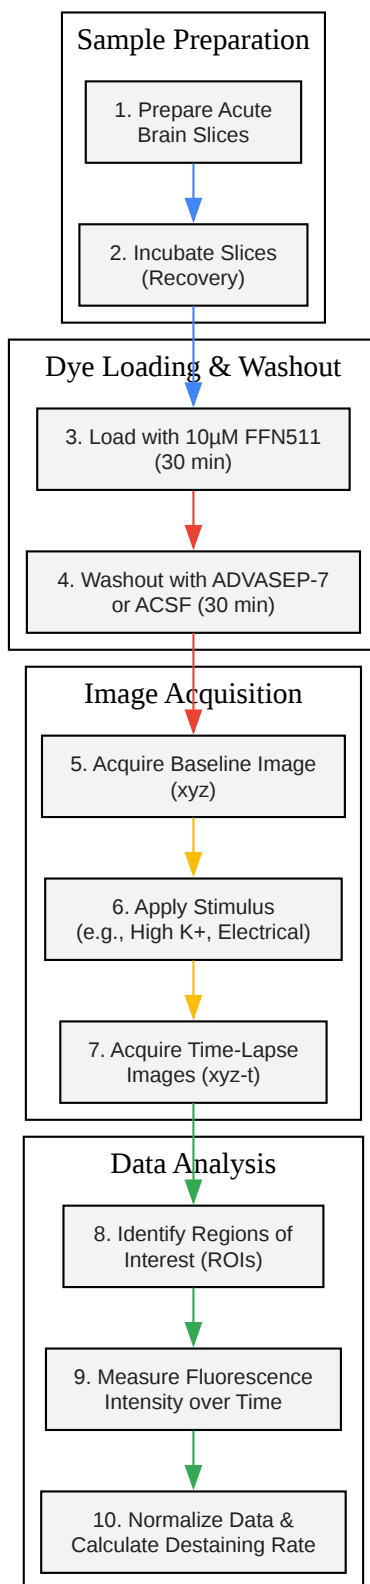 Sample Preparation
1. Prepare Acute
Brain Slices
2. Incubate Slices
(Recovery)
Dye Loading & Washout
3. Load with 10µM FFN511
(30 min)
4. Washout with ADVASEP-7
or ACSF (30 min)
Image Acquisition
5. Acquire Baseline Image
(xyz)
6. Apply Stimulus
(e.g., High K+, Electrical)
7. Acquire Time-Lapse
Images (xyz-t)
Data Analysis
8. Identify Regions of
Interest (ROIs)
9. Measure Fluorescence
Intensity over Time
10. Normalize Data &
Calculate Destaining Rate